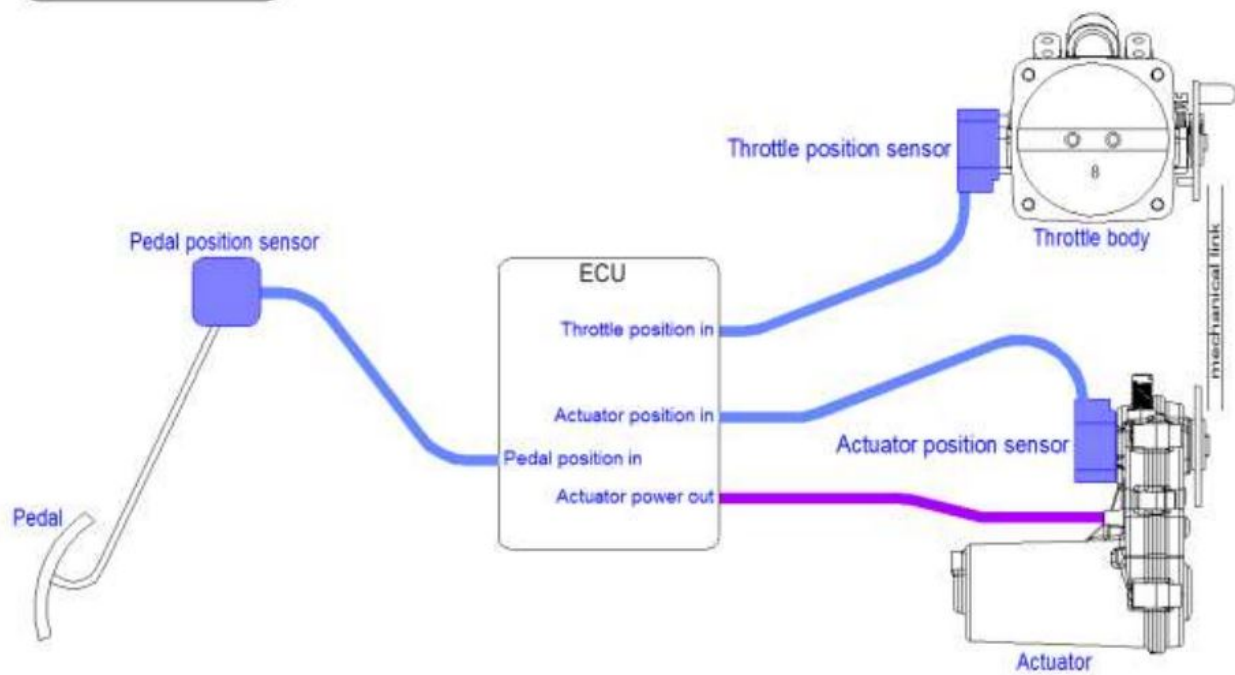 Throttle position sensor
Throttle body
Pedal position sensor
ECU
Throttle position in
mechanical link
Actuator position in
Actuator position sensor
Pedal position in
Actuator power out
Pedal
Actuator
8